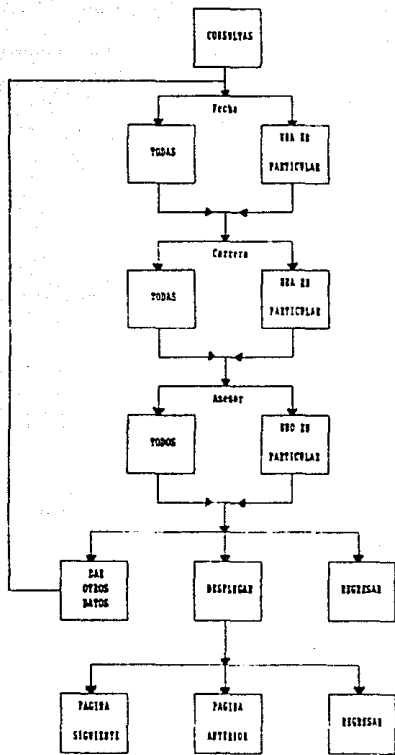 CONSULTAS
Fecha
TODAS
UNA EN
PARTICULAR
Carrera
TODAS
UNA EN
PARTICULAR
Asesor
TODOS
UNO EN
PARTICULAR
DAR
OTROS
DATOS
DESPLEGAR
REGRESAR
PAGINA
SIGUIENTE
PAGINA
ANTERIOR
REGRESAR